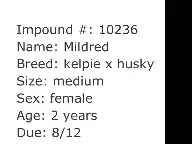 Impound #: 10236
Name: Mildred
Breed: kelpie x husky
Size: medium
Sex: female
Age: 2 years
Due: 8/12